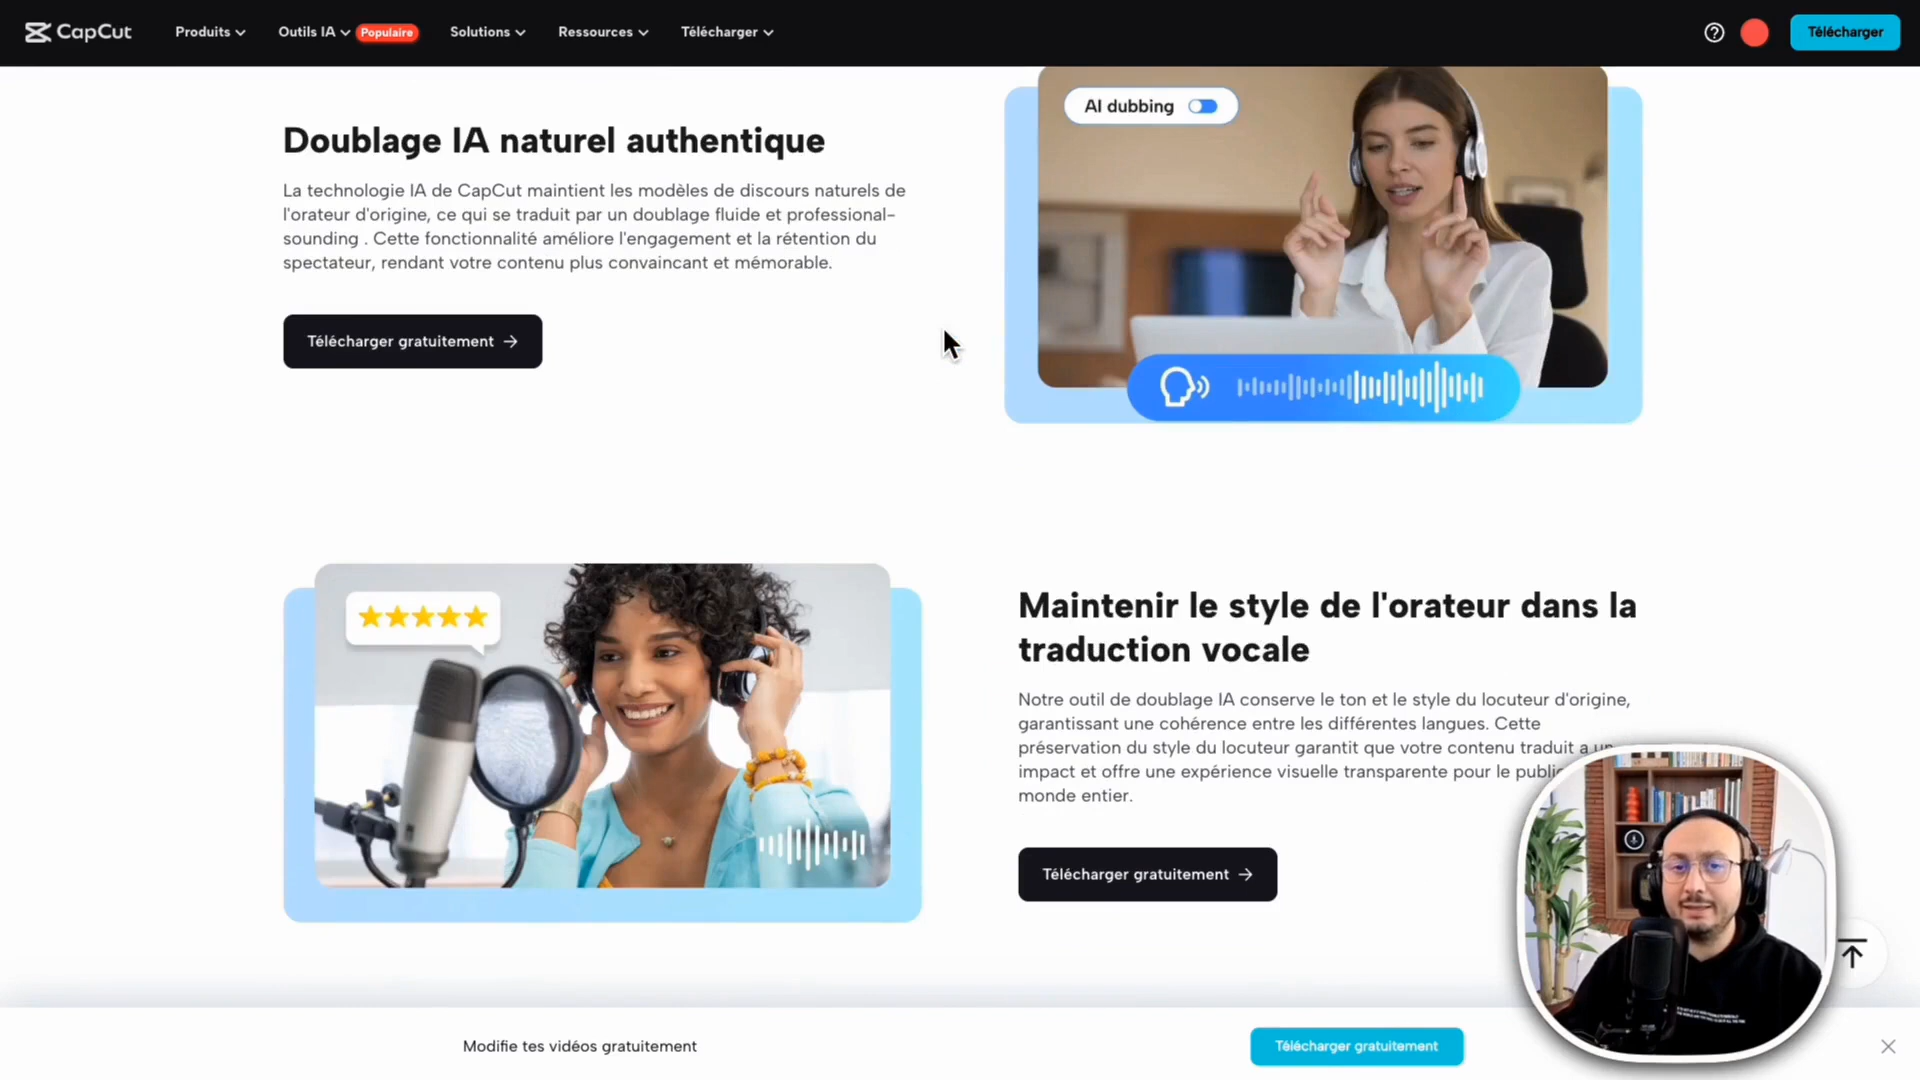 CapCut
Produits
Outils IA
Populaire
Solutions
Ressources
Télécharger
Télécharger
AI dubbing
Doublage IA naturel authentique
La technologie IA de CapCut maintient les modèles de discours naturels de
l'orateur d'origine, ce qui se traduit par un doublage fluide et professional-
sounding . Cette fonctionnalité améliore l'engagement et la rétention du
spectateur, rendant votre contenu plus convaincant et mémorable.
Télécharger gratuitement
Maintenir le style de l'orateur dans la
traduction vocale
Notre outil de doublage IA conserve le ton et le style du locuteur d'origine,
garantissant une cohérence entre les différentes langues. Cette
préservation du style du locuteur garantit que votre contenu traduit a un
impact et offre une expérience visuelle transparente pour le public
monde entier.
Télécharger gratuitement
Modifie tes vidéos gratuitement
Télécharger gratuitement